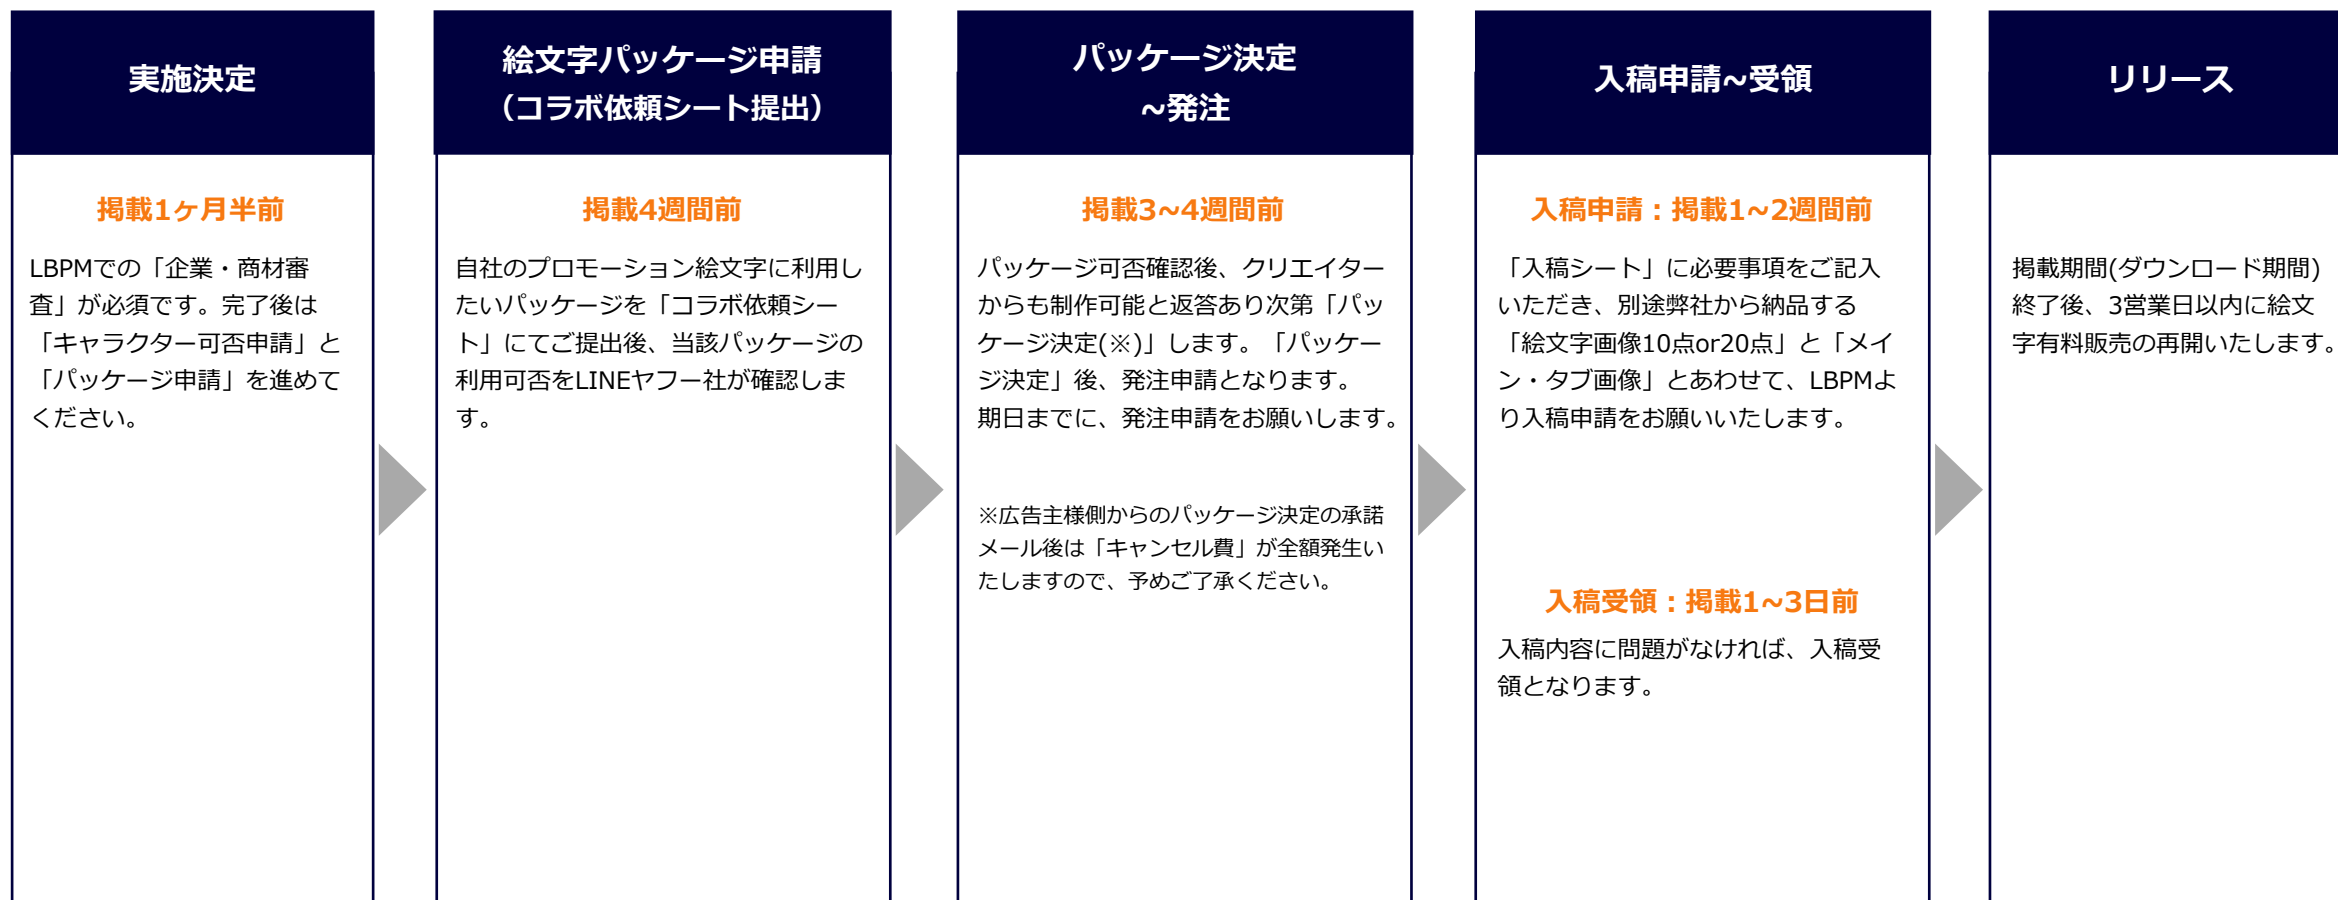 実施決定
掲載1ヶ月半前
LBPMでの「企業・商材審
査」が必須です。完了後は
「キャラクター可否申請」と
「パッケージ申請」を進めて
ください。
絵文字パッケージ申請
（コラボ依頼シート提出）
掲載4週間前
自社のプロモーション絵文字に利用し
たいパッケージを「コラボ依頼シー
ト」にてご提出後、当該パッケージの
利用可否をLINEヤフー社が確認しま
す。
パッケージ決定
~発注
掲載3~4週間前
パッケージ可否確認後、クリエイター
からも制作可能と返答あり次第「パッ
ケージ決定(※)」します。「パッケー
ジ決定」後、発注申請となります。
期日までに、発注申請をお願いします。
※広告主様側からのパッケージ決定の承諾
メール後は「キャンセル費」が全額発生い
たしますので、予めご了承ください。
入稿申請~受領
入稿申請：掲載1~2週間前
「入稿シート」に必要事項をご記入
いただき、別途弊社から納品する
「絵文字画像10点or20点」と「メイ
ン・タブ画像」とあわせて、LBPMよ
り入稿申請をお願いいたします。
入稿受領：掲載1~3日前
入稿内容に問題がなければ、入稿受
領となります。
リリース
掲載期間(ダウンロード期間)
終了後、3営業日以内に絵文
字有料販売の再開いたします。